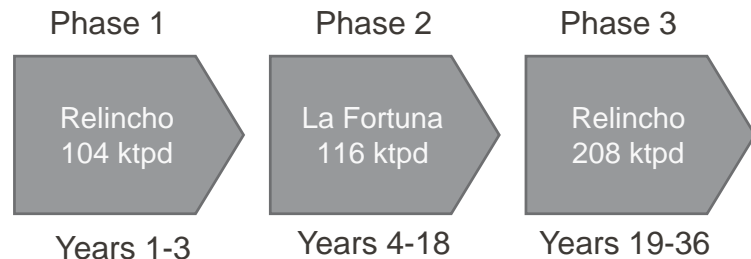 Phase 1
Relincho
104 ktpd
Years 1-3
Phase 2
La Fortuna
116 ktpd
Years 4-18
Phase 3
Relincho
208 ktpd
Years 19-36